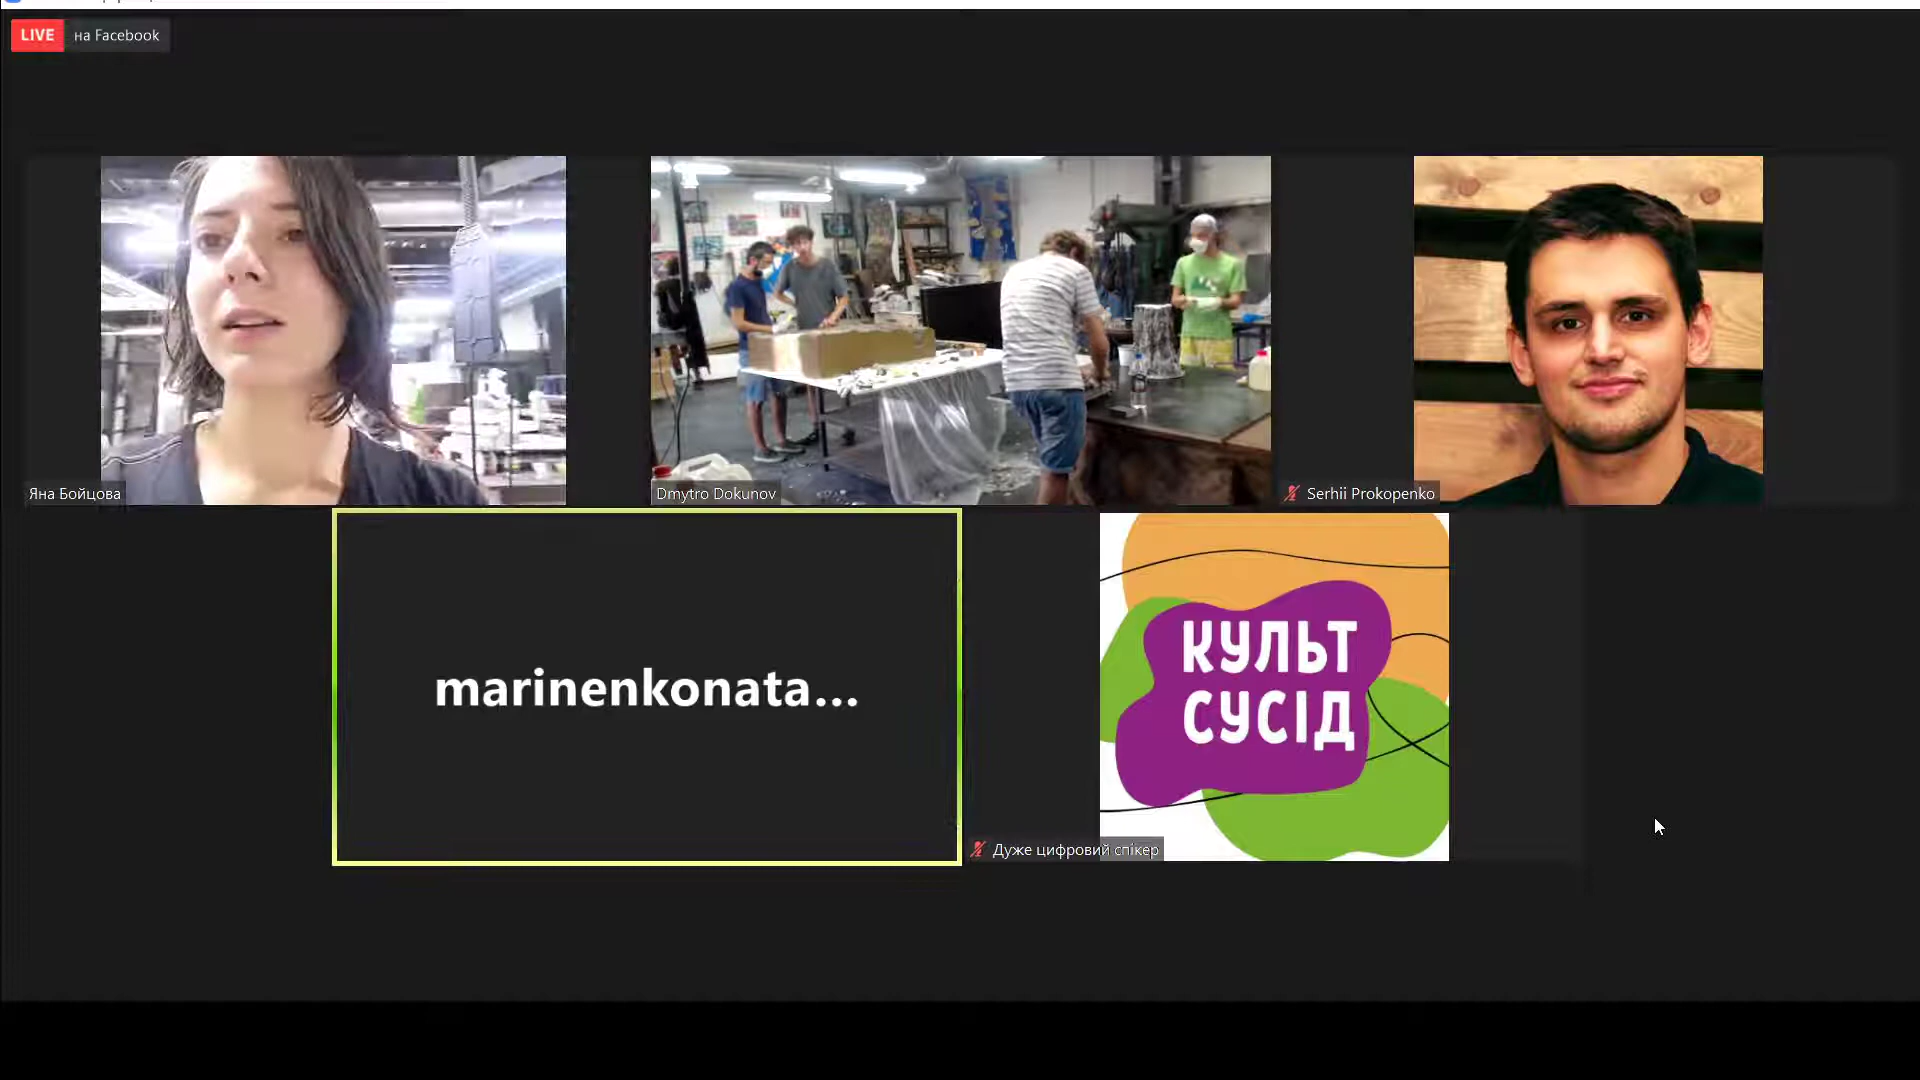 LIVE на Facebook
Яна Бойцова
Dmytro Dokunov
Serhii Prokopenko
marinenkonata...
КУЛЬТ
СУСІД
Дуже цифровий спікер